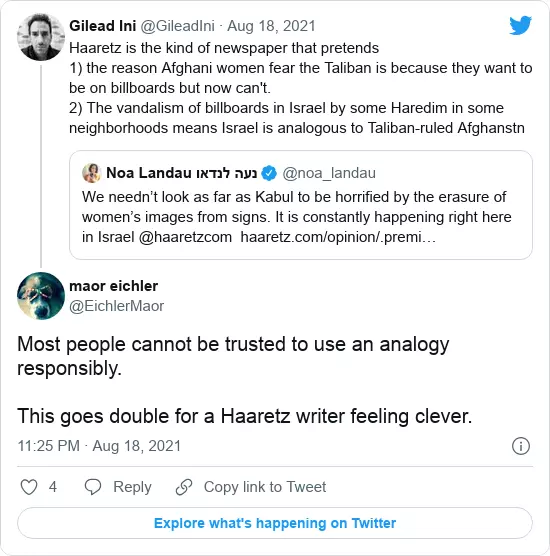 Gilead Ini @GileadIni · Aug 18, 2021
Haaretz is the kind of newspaper that pretends
1) the reason Afghani women fear the Taliban is because they want to
be on billboards but now can't.
2) The vandalism of billboards in Israel by some Haredim in some
neighborhoods means Israel is analogous to Taliban-ruled Afghanstn
Noa Landau נעה לנדאו @noa_landau
We needn’t look as far as Kabul to be horrified by the erasure of
women’s images from signs. It is constantly happening right here
in Israel @haaretzcom haaretz.com/opinion/.premi…
maor eichler
@EichlerMaor
Most people cannot be trusted to use an analogy
responsibly.
This goes double for a Haaretz writer feeling clever.
11:25 PM · Aug 18, 2021
4 Reply Copy link to Tweet
Explore what's happening on Twitter